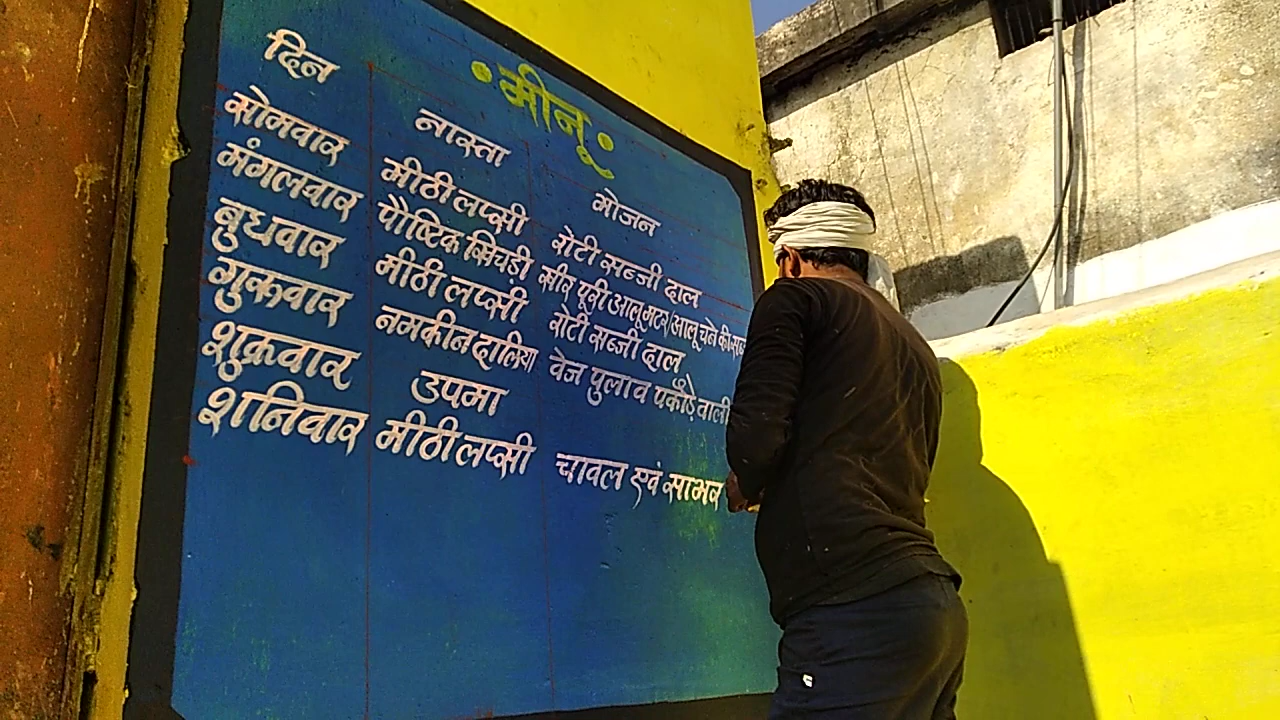 मीनू
दिन नास्ता भोजन
सोमवार मीठी लप्सी रोटी सब्जी दाल
मंगलवार पौष्टिक खिचडी खीर पूरी आलू मटर/आलू चने की
बुधवार मीठी लप्सी रोटी सब्जी दाल
गुरूवार नमकीन दालिया वेज पुलाव पकौड़े वाली
शुक्रवार उपमा
शनिवार मीठी लप्सी चावल एवं साभर